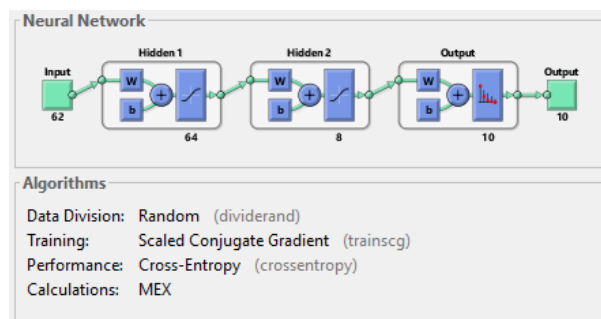 Neural Network
Hidden 1 Hidden 2 Output
Input Output
W W W
+ + +
b b b
62 10
64 8 10
Algorithms
Data Division: Random (dividerand)
Training: Scaled Conjugate Gradient (trainscg)
Performance: Cross-Entropy (crossentropy)
Calculations: MEX